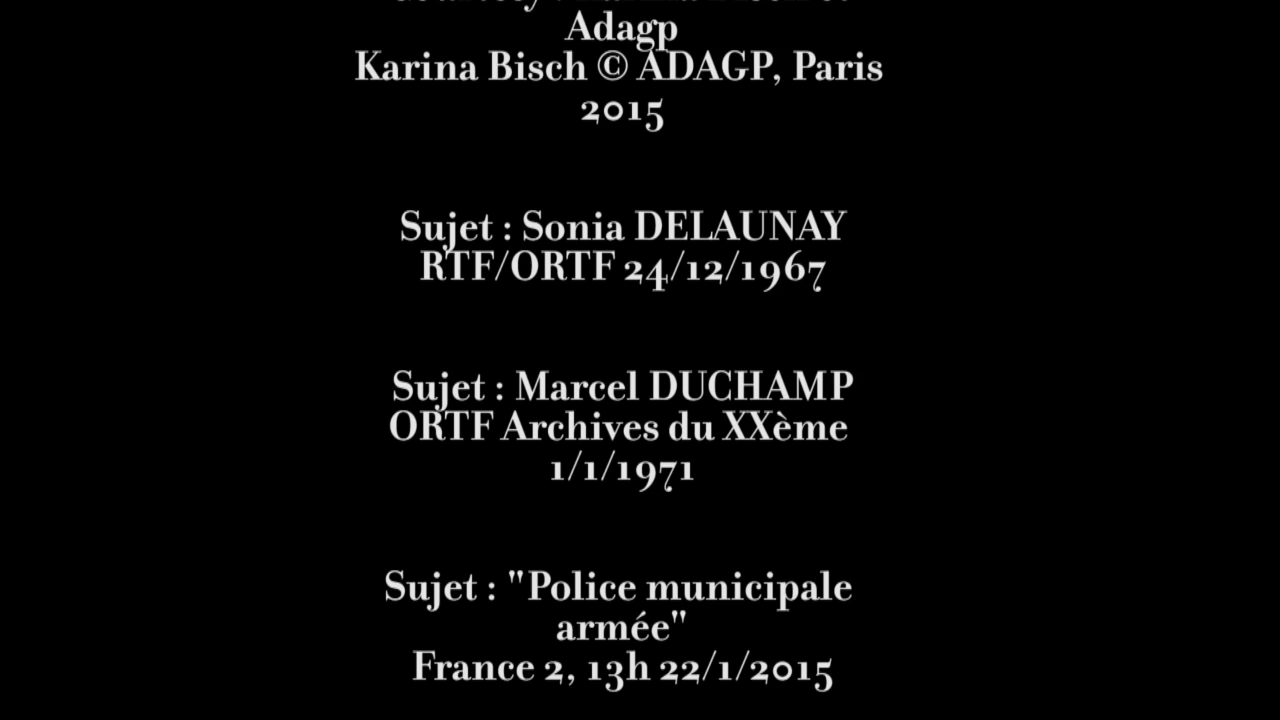 Adagp
Karina Bisch © ADAGP, Paris
2015
Sujet : Sonia DELAUNAY
RTF/ORTF 24/12/1967
Sujet : Marcel DUCHAMP
ORTF Archives du XXème
1/1/1971
Sujet : "Police municipale
armée"
France 2, 13h 22/1/2015